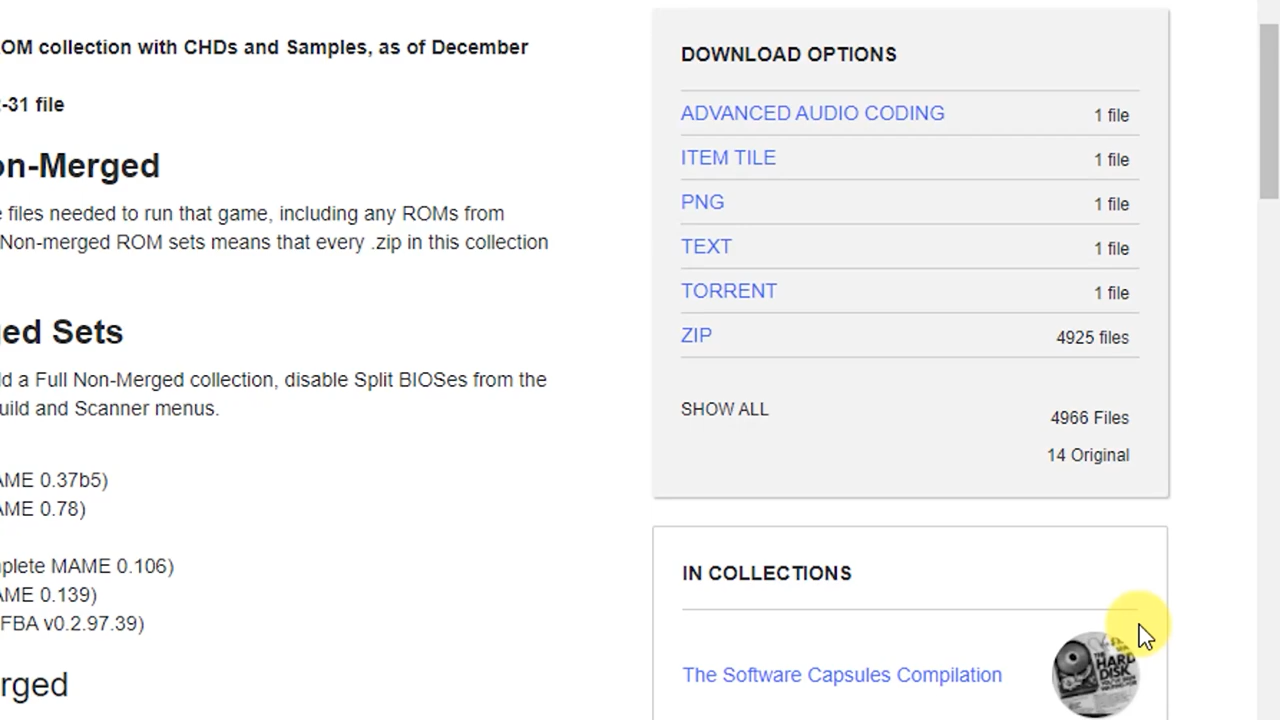 OM collection with CHDs and Samples, as of December
-31 file
on-Merged
e files needed to run that game, including any ROMs from
Non-merged ROM sets means that every .zip in this collection
ged Sets
ld a Full Non-Merged collection, disable Split BIOSes from the
uild and Scanner menus.
AME 0.37b5)
AME 0.78)
plete MAME 0.106)
AME 0.139)
FBA v0.2.97.39)
rged
DOWNLOAD OPTIONS
ADVANCED AUDIO CODING 1 file
ITEM TILE 1 file
PNG 1 file
TEXT 1 file
TORRENT 1 file
ZIP 4925 files
SHOW ALL 4966 Files
14 Original
IN COLLECTIONS
The Software Capsules Compilation
THE
HARD
DISK